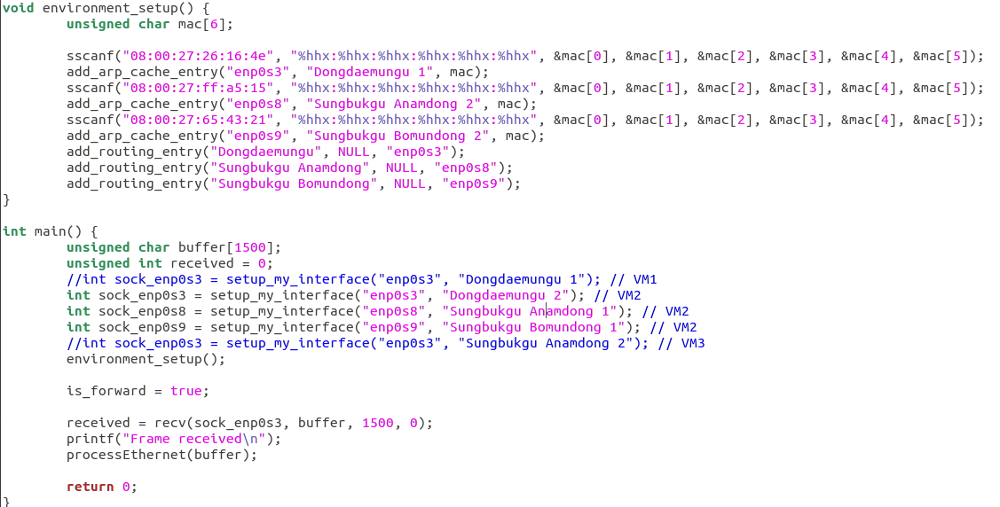 void environment_setup() {
        unsigned char mac[6];

        sscanf("08:00:27:26:16:4e", "%hhx:%hhx:%hhx:%hhx:%hhx:%hhx", &mac[0], &mac[1], &mac[2], &mac[3], &mac[4], &mac[5]);
        add_arp_cache_entry("enp0s3", "Dongdaemungu 1", mac);
        sscanf("08:00:27:ff:a5:15", "%hhx:%hhx:%hhx:%hhx:%hhx:%hhx", &mac[0], &mac[1], &mac[2], &mac[3], &mac[4], &mac[5]);
        add_arp_cache_entry("enp0s8", "Sungbukgu Anamdong 2", mac);
        sscanf("08:00:27:65:43:21", "%hhx:%hhx:%hhx:%hhx:%hhx:%hhx", &mac[0], &mac[1], &mac[2], &mac[3], &mac[4], &mac[5]);
        add_arp_cache_entry("enp0s9", "Sungbukgu Bomundong 2", mac);
        add_routing_entry("Dongdaemungu", NULL, "enp0s3");
        add_routing_entry("Sungbukgu Anamdong", NULL, "enp0s8");
        add_routing_entry("Sungbukgu Bomundong", NULL, "enp0s9");
}

int main() {
        unsigned char buffer[1500];
        unsigned int received = 0;
        //int sock_enp0s3 = setup_my_interface("enp0s3", "Dongdaemungu 1"); // VM1
        int sock_enp0s3 = setup_my_interface("enp0s3", "Dongdaemungu 2"); // VM2
        int sock_enp0s8 = setup_my_interface("enp0s8", "Sungbukgu Anamdong 1"); // VM2
        int sock_enp0s9 = setup_my_interface("enp0s9", "Sungbukgu Bomundong 1"); // VM2
        //int sock_enp0s3 = setup_my_interface("enp0s3", "Sungbukgu Anamdong 2"); // VM3
        environment_setup();

        is_forward = true;

        received = recv(sock_enp0s3, buffer, 1500, 0);
        printf("Frame received\n");
        processEthernet(buffer);

        return 0;
}